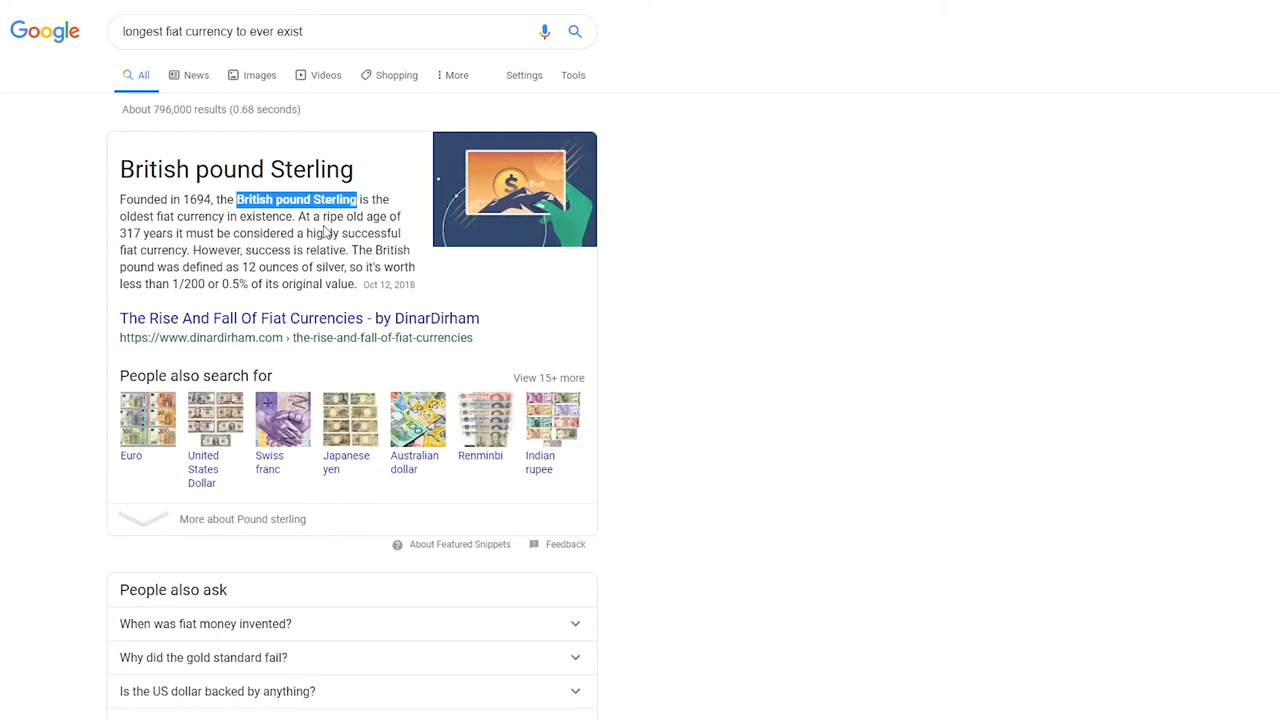 Google
longest fiat currency to ever exist
All News Images Videos Shopping More Settings Tools
About 796,000 results (0.68 seconds)
British pound Sterling
Founded in 1694, the British pound Sterling is the
oldest fiat currency in existence. At a ripe old age of
317 years it must be considered a highly successful
fiat currency. However, success is relative. The British
pound was defined as 12 ounces of silver, so it's worth
less than 1/200 or 0.5% of its original value. Oct 12, 2018
The Rise And Fall Of Fiat Currencies - by DinarDirham
https://www.dinardirham.com › the-rise-and-fall-of-fiat-currencies
People also search for
View 15+ more
Euro
United
States
Dollar
Swiss
franc
Japanese
yen
Australian
dollar
Renminbi
Indian
rupee
More about Pound sterling
About Featured Snippets Feedback
People also ask
When was fiat money invented?
Why did the gold standard fail?
Is the US dollar backed by anything?